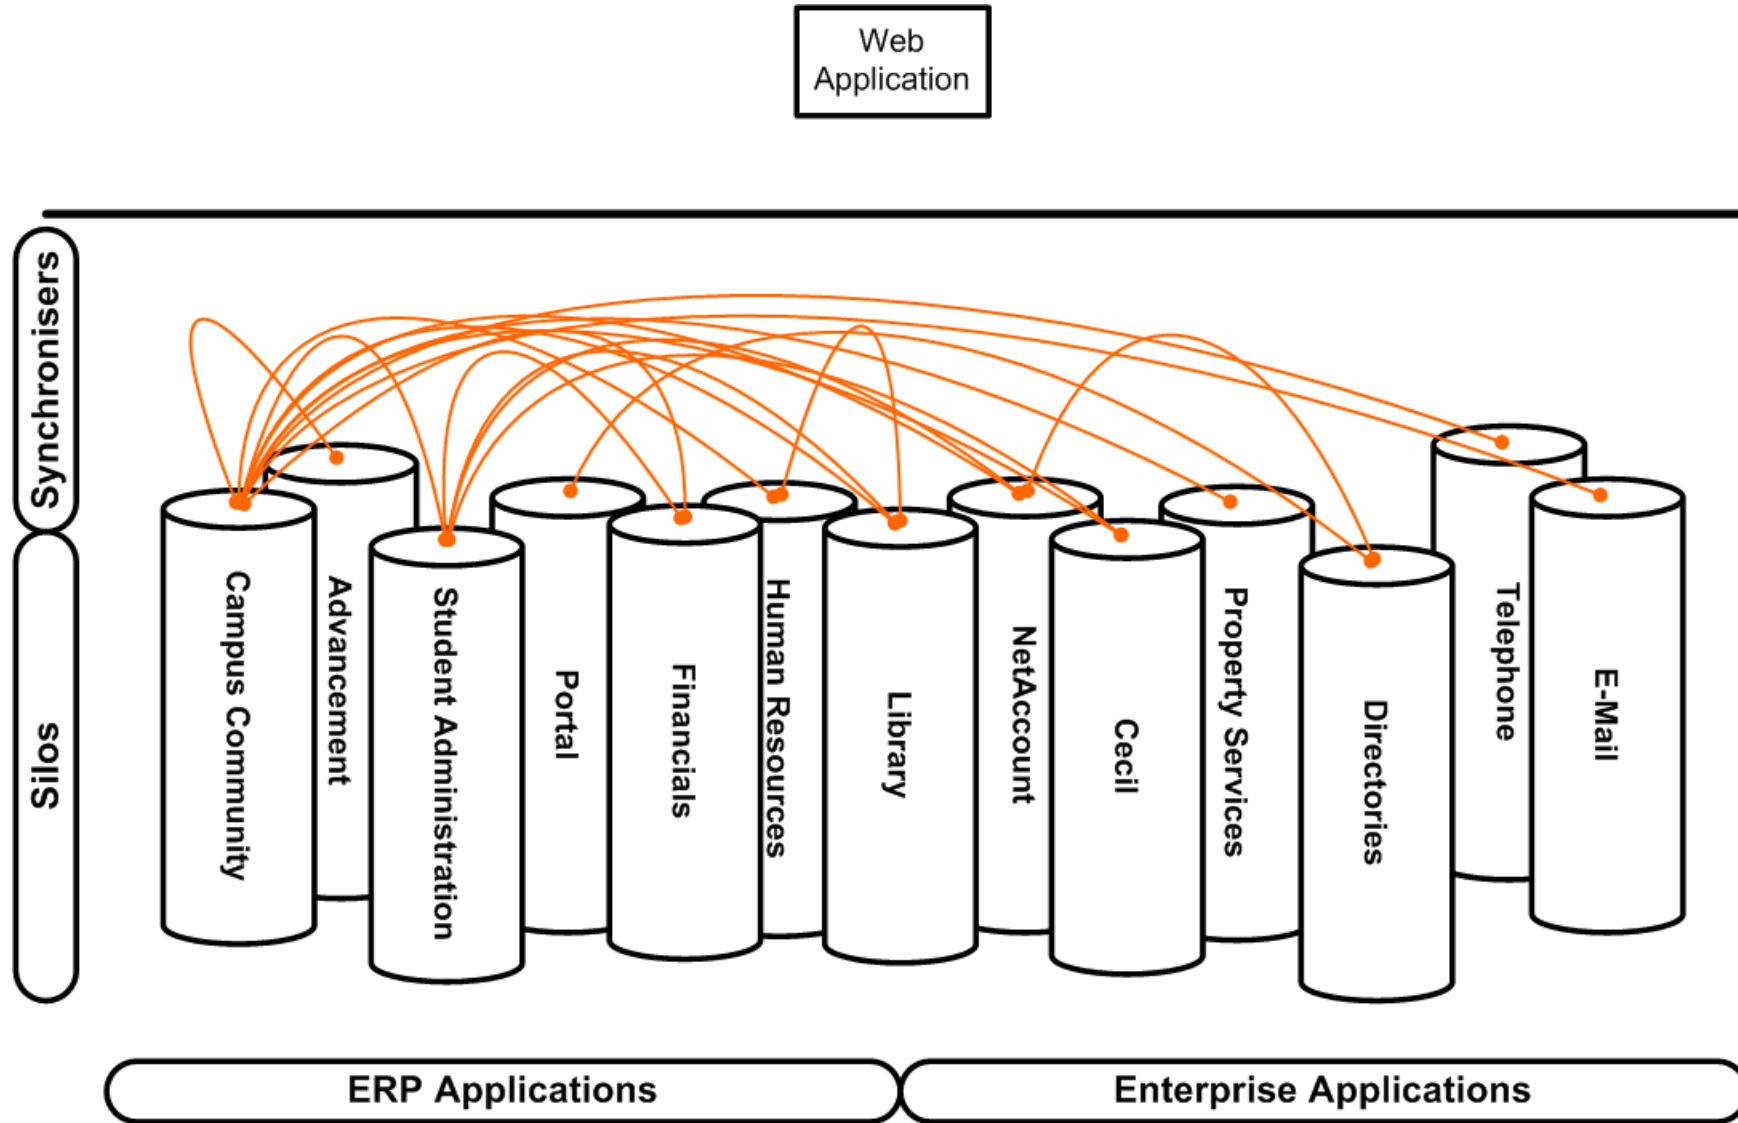 Web
Application
Synchronisers
Silos
Campus Community
Advancement
Student Administration
Portal
Financials
Human Resources
Library
NetAccount
Cecil
Property Services
Directories
Telephone
E-Mail
ERP Applications
Enterprise Applications